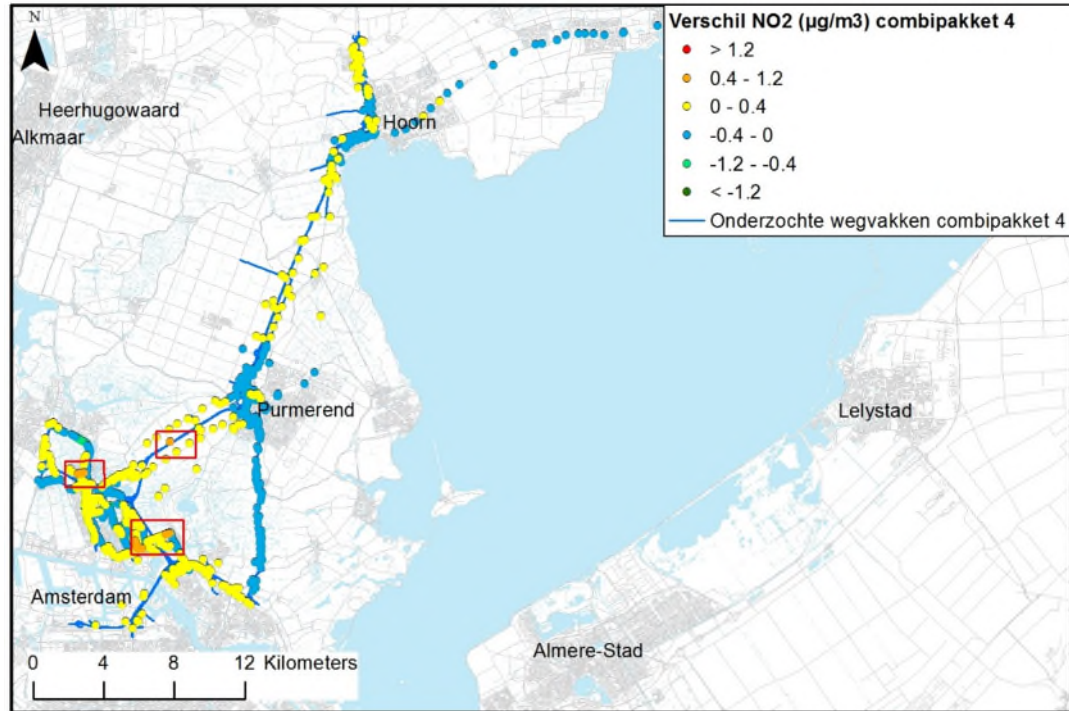 N
Verschil NO2 (µg/m3) combipakket 4
> 1.2
0.4 - 1.2
0 - 0.4
-0.4 - 0
-1.2 - -0.4
< -1.2
Onderzochte wegvakken combipakket 4
Heerhugowaard
Alkmaar
Hoorn
Purmerend
Lelystad
Amsterdam
Almere-Stad
0 4 8 12 Kilometers